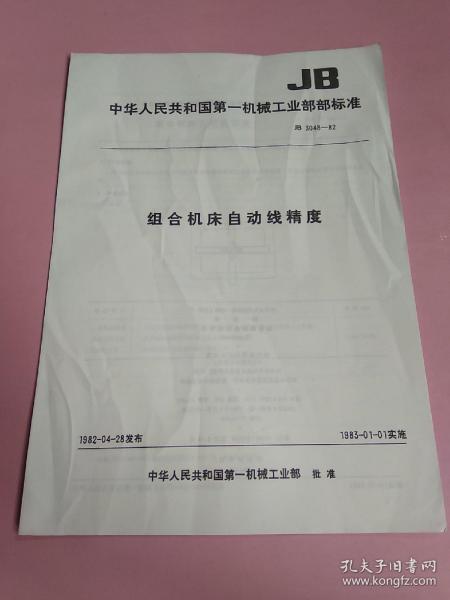 JB
中华人民共和国第一机械工业部部标准
JB 3048-82
组合机床自动线精度
1982-04-28发布
1983-01-01实施
中华人民共和国第一机械工业部 批准
孔夫子旧书网
www.kongfz.com